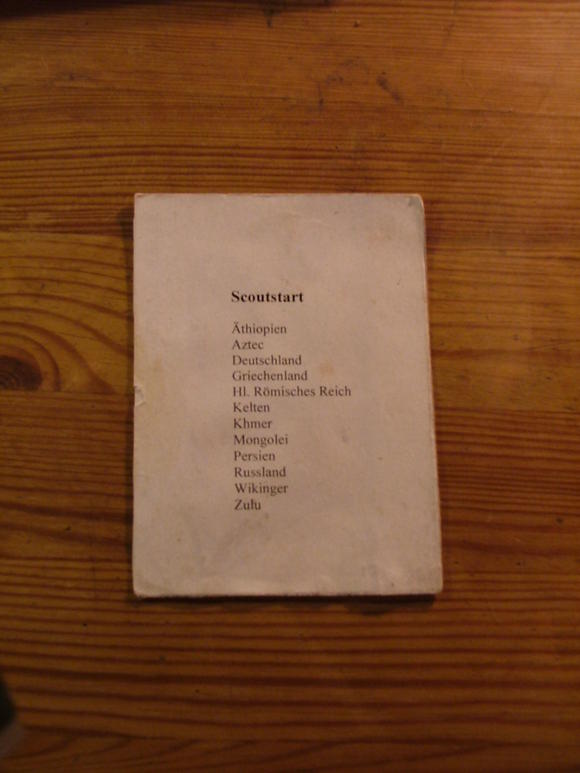 Scoutstart
Äthiopien
Aztec
Deutschland
Griechenland
Hl. Römisches Reich
Kelten
Khmer
Mongolei
Persien
Russland
Wikinger
Zulu